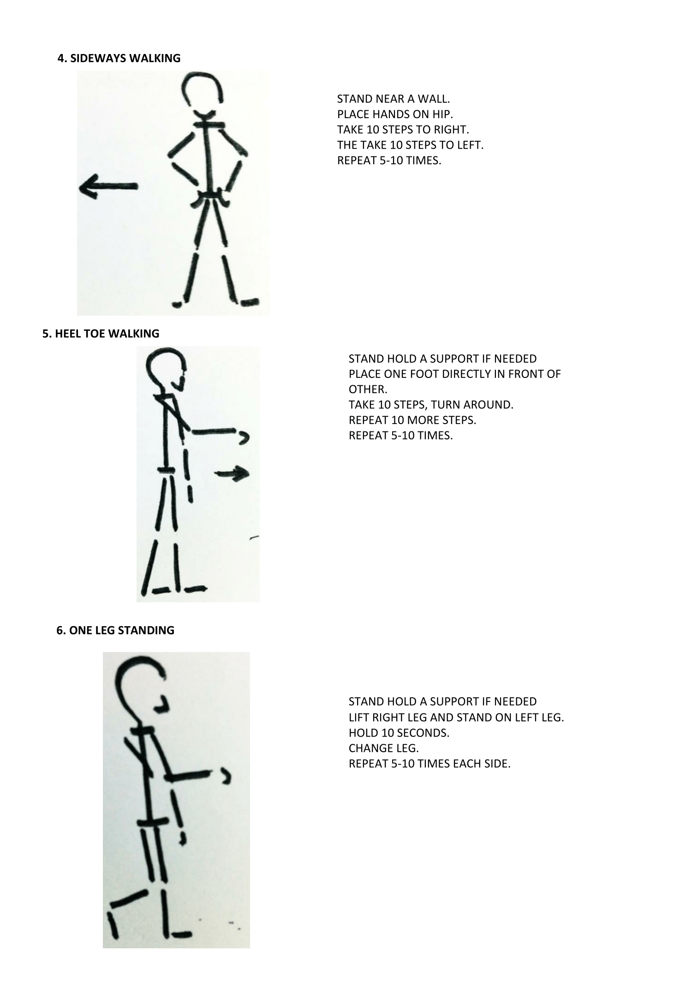 4. SIDEWAYS WALKING
STAND NEAR A WALL.
PLACE HANDS ON HIP.
TAKE 10 STEPS TO RIGHT.
THE TAKE 10 STEPS TO LEFT.
REPEAT 5-10 TIMES.
5. HEEL TOE WALKING
STAND HOLD A SUPPORT IF NEEDED
PLACE ONE FOOT DIRECTLY IN FRONT OF
OTHER.
TAKE 10 STEPS, TURN AROUND.
REPEAT 10 MORE STEPS.
REPEAT 5-10 TIMES.
6. ONE LEG STANDING
STAND HOLD A SUPPORT IF NEEDED
LIFT RIGHT LEG AND STAND ON LEFT LEG.
HOLD 10 SECONDS.
CHANGE LEG.
REPEAT 5-10 TIMES EACH SIDE.